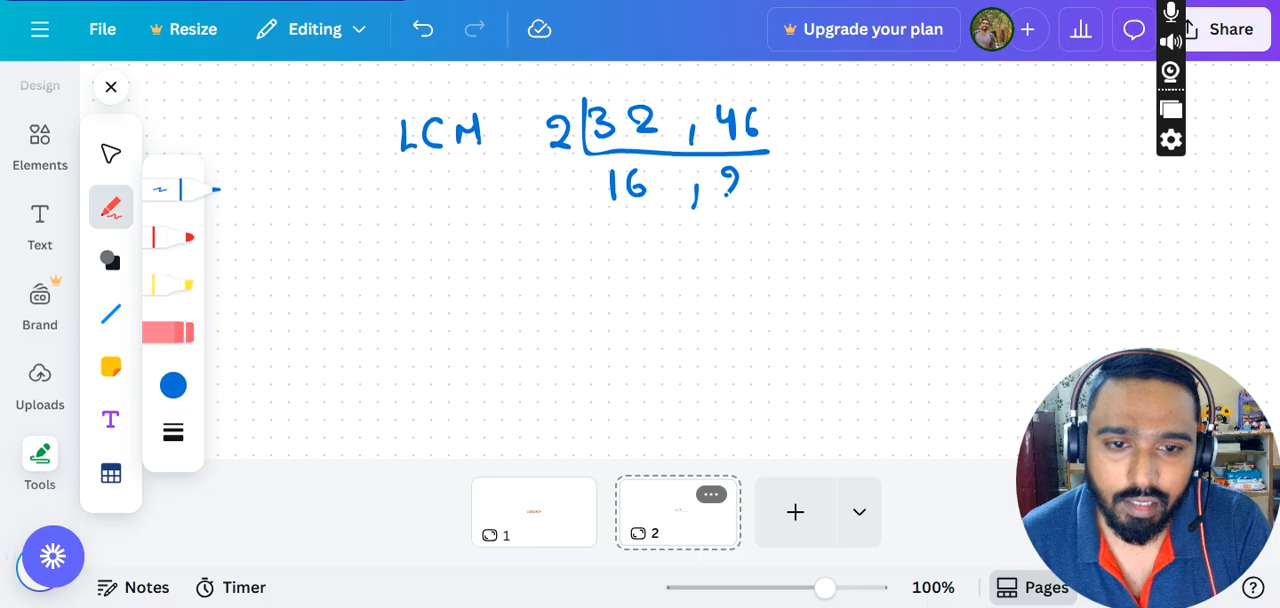 File
Resize
Editing
Upgrade your plan
Share
Design
Elements
Text
Brand
Uploads
Tools
LCM 2 32 , 46
16 , ?
1
2
Notes
Timer
100%
Pages